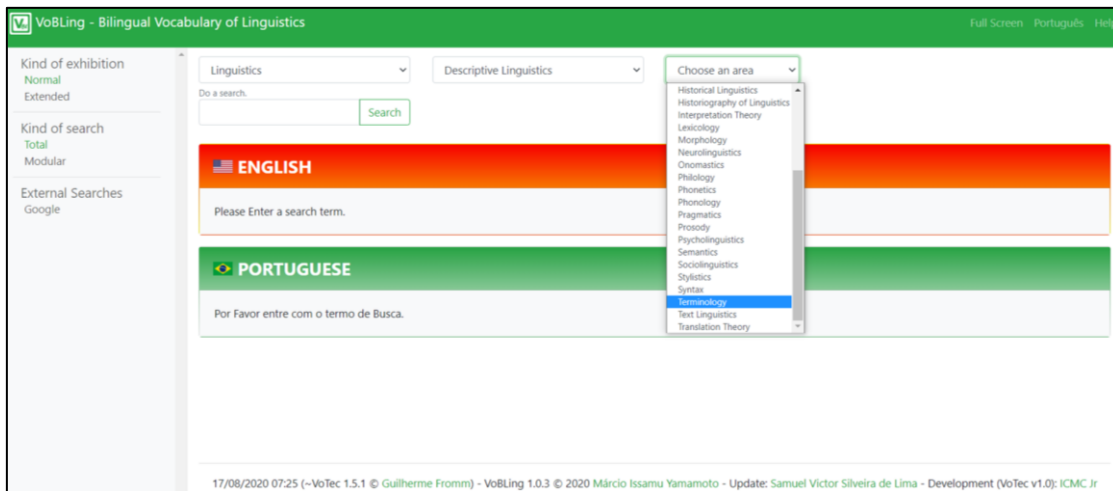 VoBLing - Bilingual Vocabulary of Linguistics
Full Screen Português Help
Kind of exhibition
Normal
Extended
Kind of search
Total
Modular
External Searches
Google
Linguistics
Descriptive Linguistics
Choose an area
Do a search.
Search
Historical Linguistics
Historiography of Linguistics
Interpretation Theory
Lexicology
Morphology
Neurolinguistics
Onomastics
Philology
Phonetics
Phonology
Pragmatics
Prosody
Psycholinguistics
Semantics
Sociolinguistics
Stylistics
Syntax
Terminology
Text Linguistics
Translation Theory
ENGLISH
Please Enter a search term.
PORTUGUESE
Por Favor entre com o termo de Busca.
17/08/2020 07:25 (~VoTec 1.5.1 © Guilherme Fromm) - VoBLing 1.0.3 © 2020 Márcio Issamu Yamamoto - Update: Samuel Victor Silveira de Lima - Development (VoTec v1.0): ICMC Jr